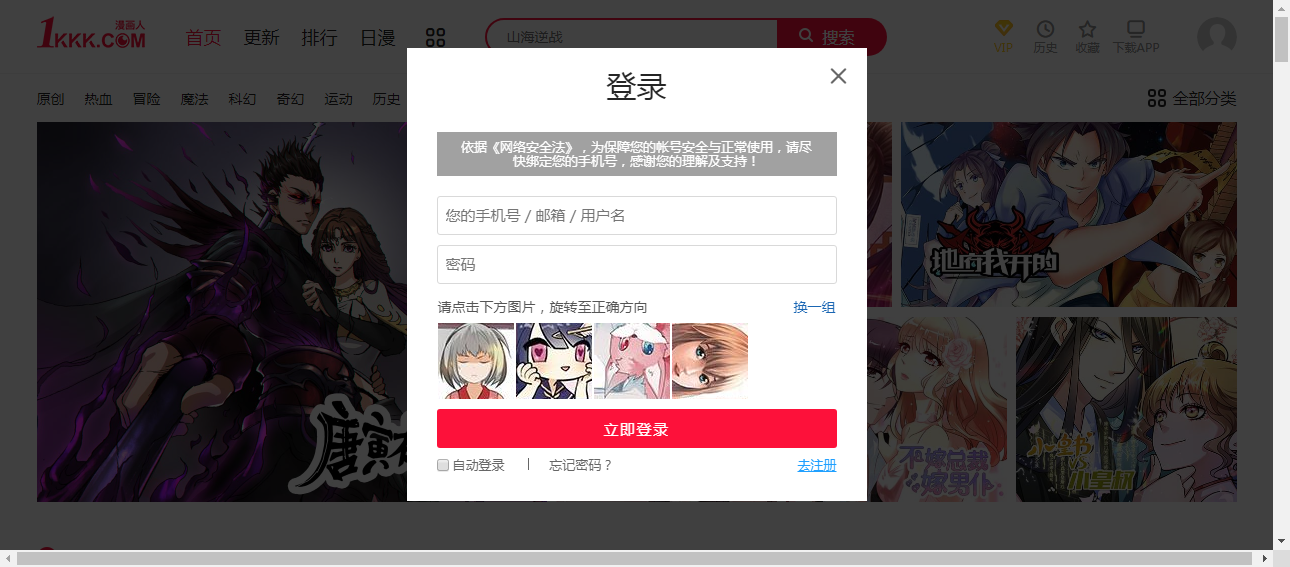 漫画人
1KKK.COM
首页 更新 排行 日漫
山海逆战
搜索
VIP 历史 收藏 下载APP
原创 热血 冒险 魔法 科幻 奇幻 运动 历史
全部分类
登录
依据《网络安全法》，为保障您的帐号安全与正常使用，请尽
快绑定您的手机号，感谢您的理解及支持！
您的手机号 / 邮箱 / 用户名
密码
请点击下方图片，旋转至正确方向
换一组
立即登录
自动登录 | 忘记密码？
去注册
地府我开的
唐寅在
不嫁总裁
嫁男仆
小皇叔